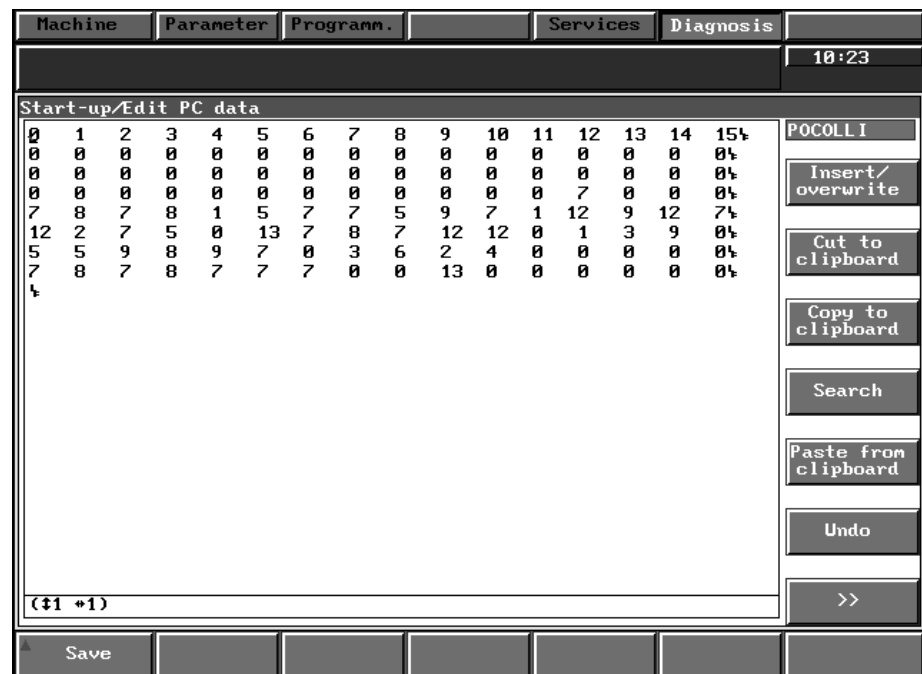 Machine Parameter Programm. Services Diagnosis
10:23
Start-up/Edit PC data
0 1 2 3 4 5 6 7 8 9 10 11 12 13 14 15
0 0 0 0 0 0 0 0 0 0 0 0 0 0 0 0
0 0 0 0 0 0 0 0 0 0 0 0 0 0 0 0
0 0 0 0 0 0 0 0 0 0 0 0 7 0 0 0
7 8 7 8 1 5 7 7 5 9 7 1 12 9 12 7
12 2 7 5 0 13 7 8 7 12 12 0 1 3 9 0
5 5 9 8 9 7 0 3 6 2 4 0 0 0 0 0
7 8 7 8 7 7 7 0 0 13 0 0 0 0 0 0
(↕1 ↔1)
POCOLLI
Insert/
overwrite
Cut to
clipboard
Copy to
clipboard
Search
Paste from
clipboard
Undo
>>
Save